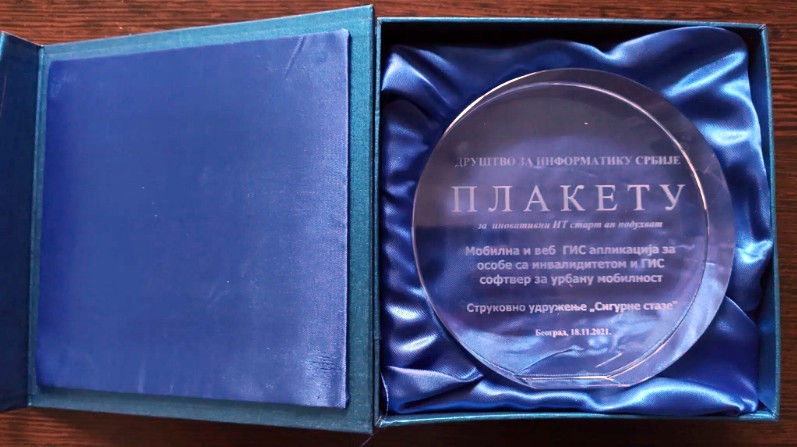 ДРУШТВО ЗА ИНФОРМАТИКУ СРБИЈЕ
ПЛАКЕТУ
за иновативни ИТ старт ап подухват
Мобилна и веб ГИС апликација за
особе са инвалидитетом и ГИС
софтвер за урбану мобилност
Струковно удружење „Сигурне стазе"
Београд, 18.11.2021.